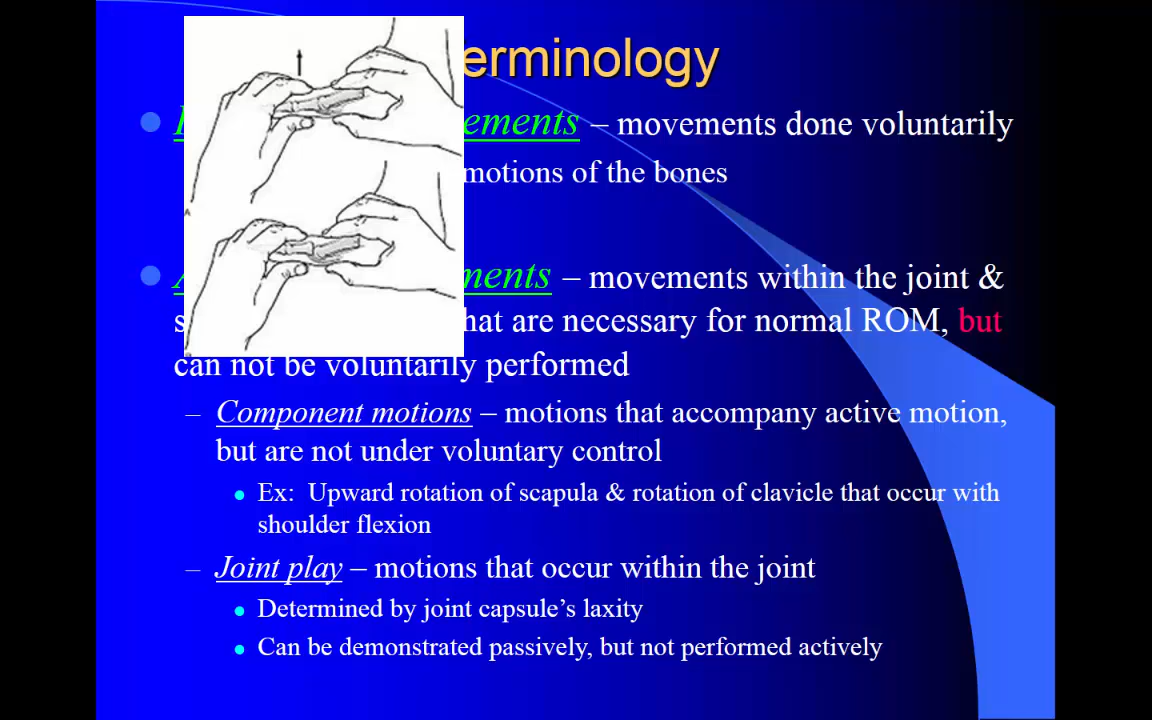 erminology
ements – movements done voluntarily
motions of the bones
ments – movements within the joint &
s hat are necessary for normal ROM, but
can not be voluntarily performed
– Component motions – motions that accompany active motion,
but are not under voluntary control
Ex: Upward rotation of scapula & rotation of clavicle that occur with
shoulder flexion
– Joint play – motions that occur within the joint
Determined by joint capsule’s laxity
Can be demonstrated passively, but not performed actively